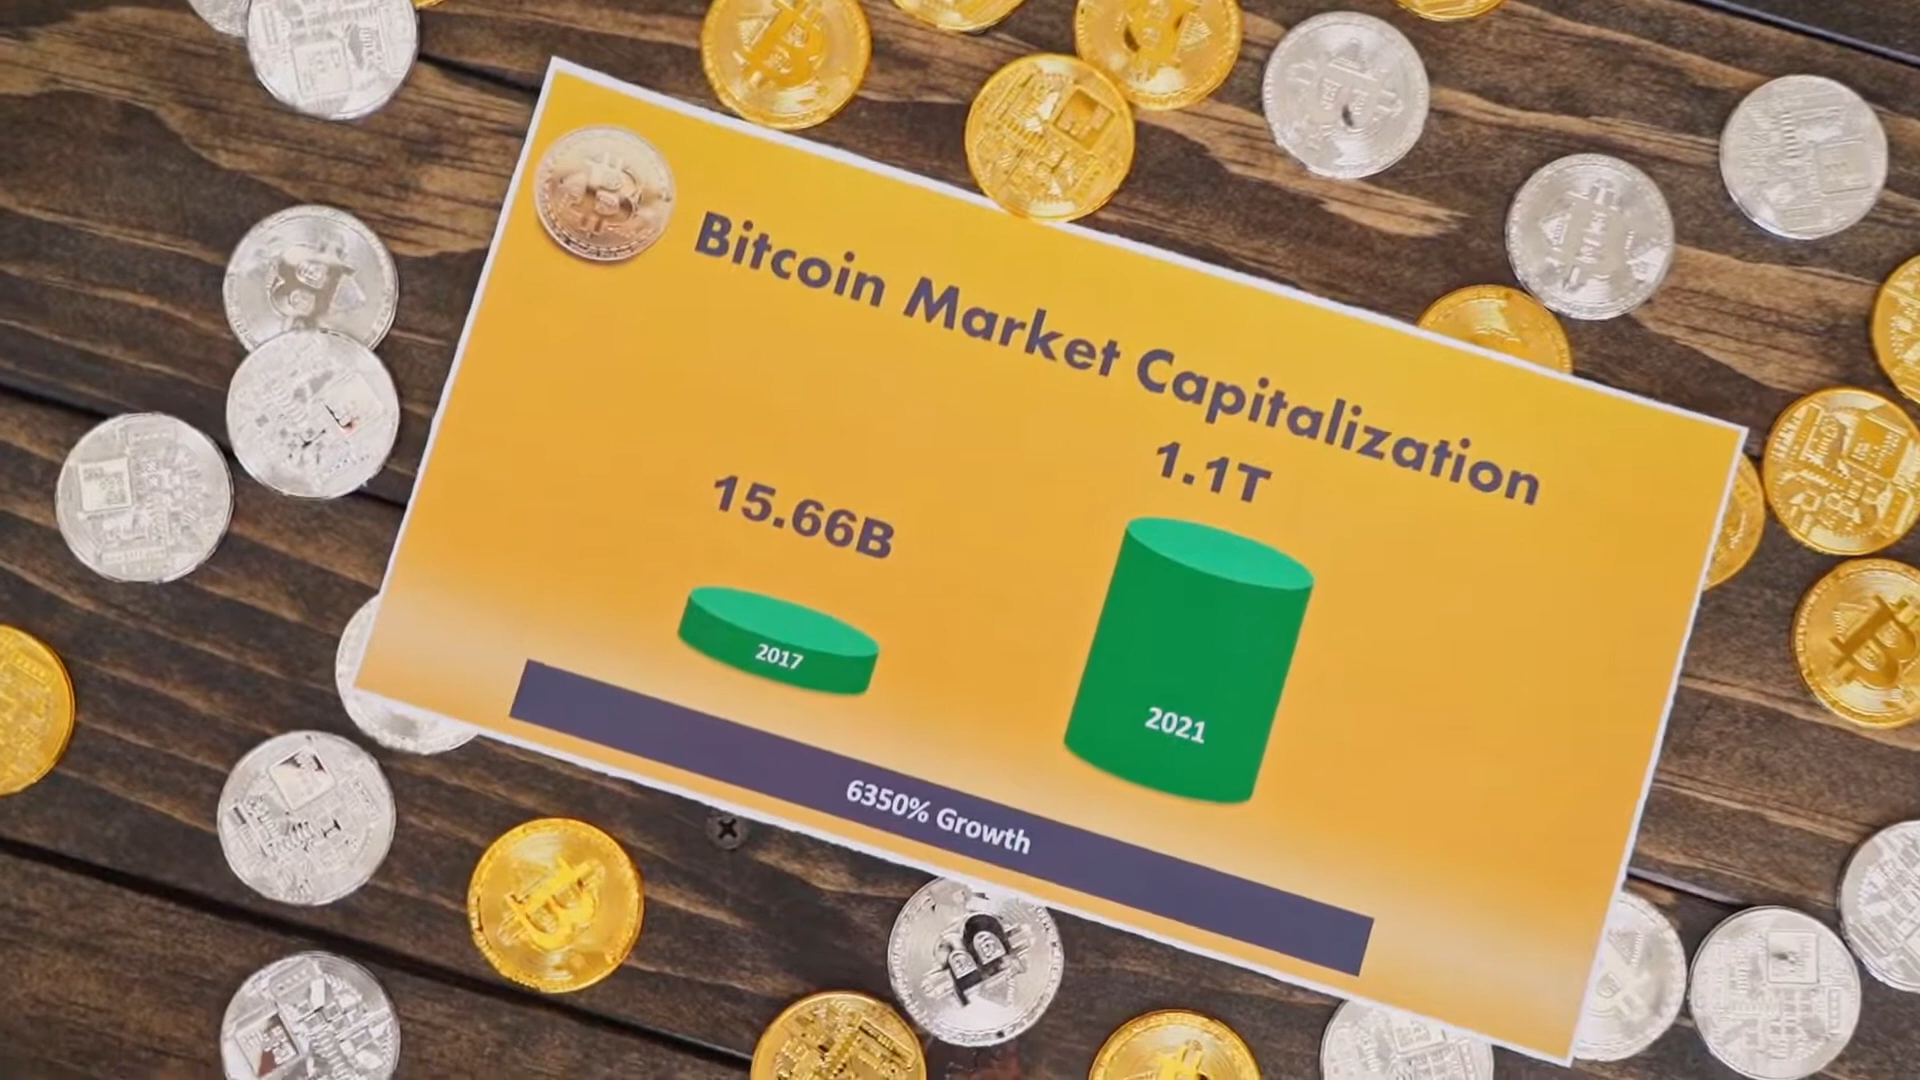 Bitcoin Market Capitalization
15.66B
1.1T
2017
2021
6350% Growth